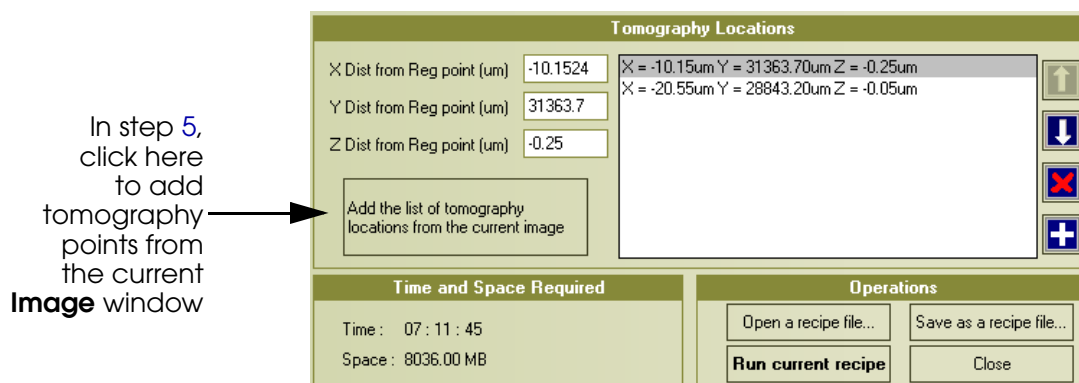 In step 5,
click here
to add
tomography
points from
the current
Image window
Tomography Locations
X Dist from Reg point (um) -10.1524
Y Dist from Reg point (um) 31363.7
Z Dist from Reg point (um) -0.25
Add the list of tomography
locations from the current image
X = -10.15um Y = 31363.70um Z = -0.25um
X = -20.55um Y = 28843.20um Z = -0.05um
Time and Space Required
Time : 07 : 11 : 45
Space : 8036.00 MB
Operations
Open a recipe file... Save as a recipe file...
Run current recipe Close